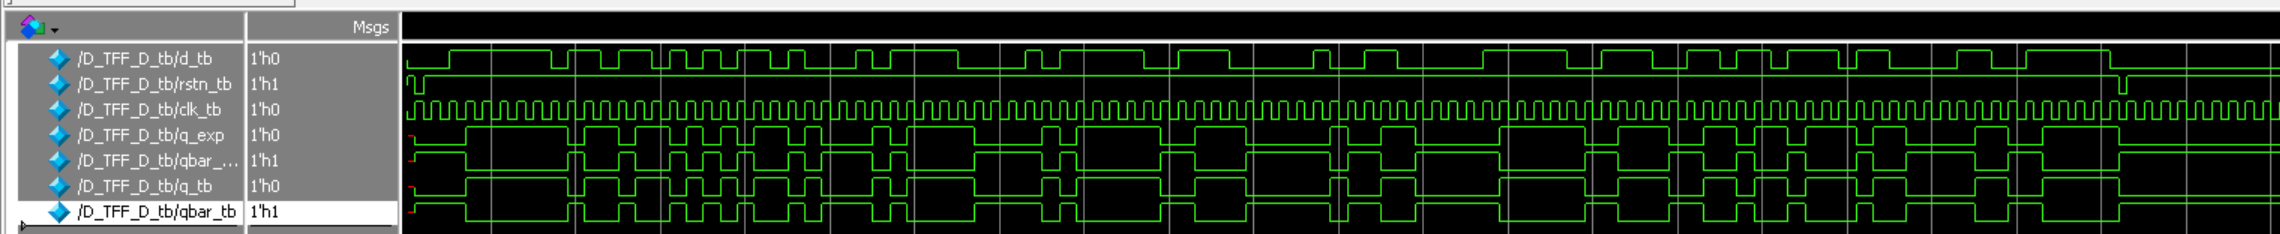 Msgs
/D_TFF_D_tb/d_tb 1'h0
/D_TFF_D_tb/rstn_tb 1'h1
/D_TFF_D_tb/clk_tb 1'h0
/D_TFF_D_tb/q_exp 1'h0
/D_TFF_D_tb/qbar_... 1'h1
/D_TFF_D_tb/q_tb 1'h0
/D_TFF_D_tb/qbar_tb 1'h1